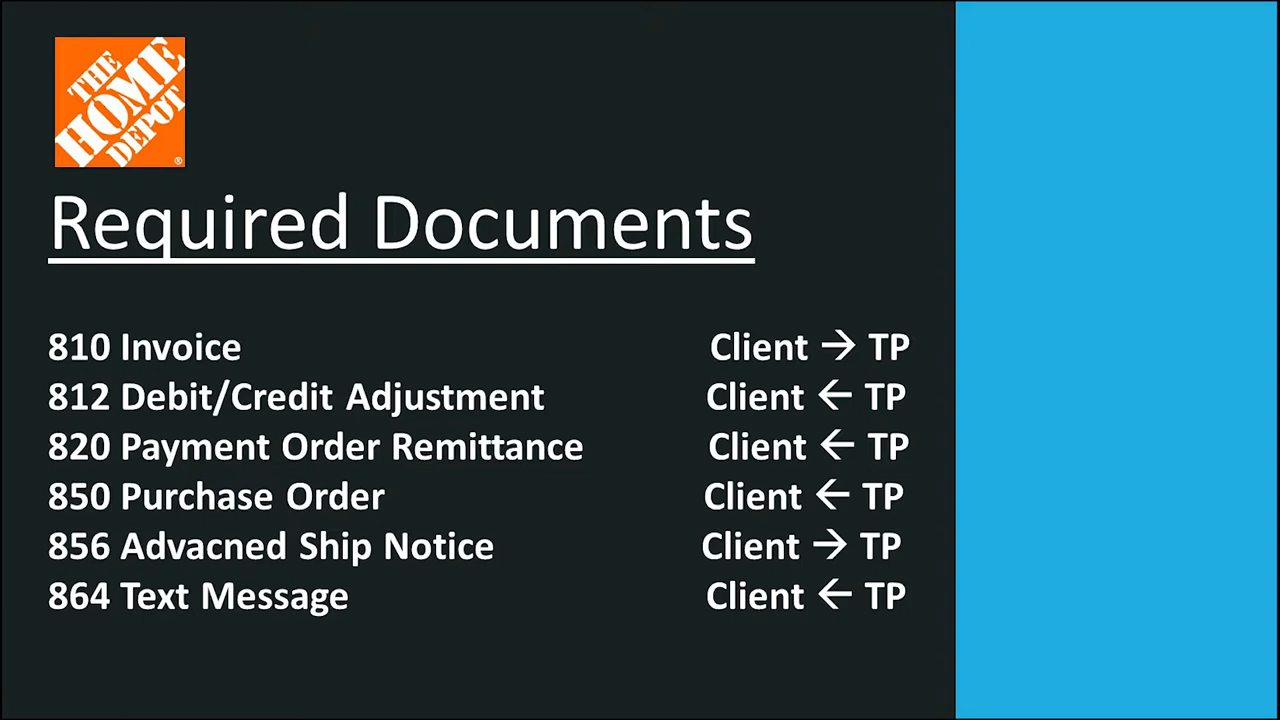 THE
HOME
DEPOT
®
Required Documents
810 Invoice Client → TP
812 Debit/Credit Adjustment Client ← TP
820 Payment Order Remittance Client ← TP
850 Purchase Order Client ← TP
856 Advacned Ship Notice Client → TP
864 Text Message Client ← TP